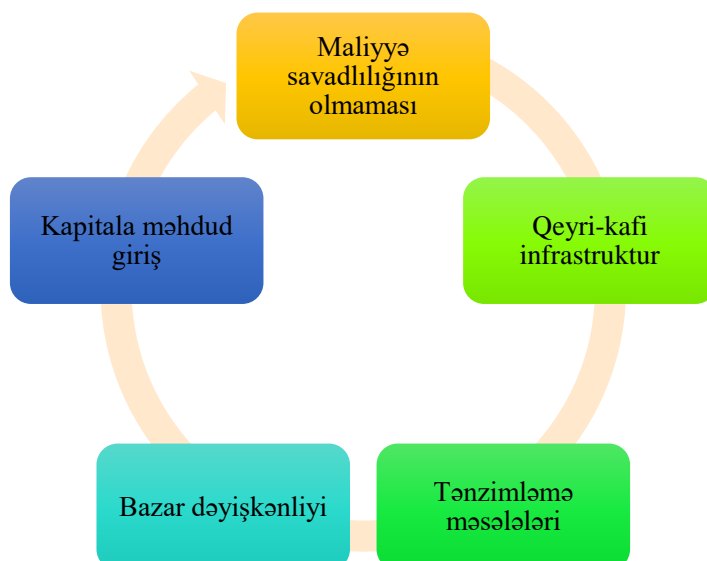 Maliyyə
savadlılığının
olmaması
Qeyri-kafi
infrastruktur
Tənzimləmə
məsələləri
Bazar dəyişkənliyi
Kapitala məhdud
giriş